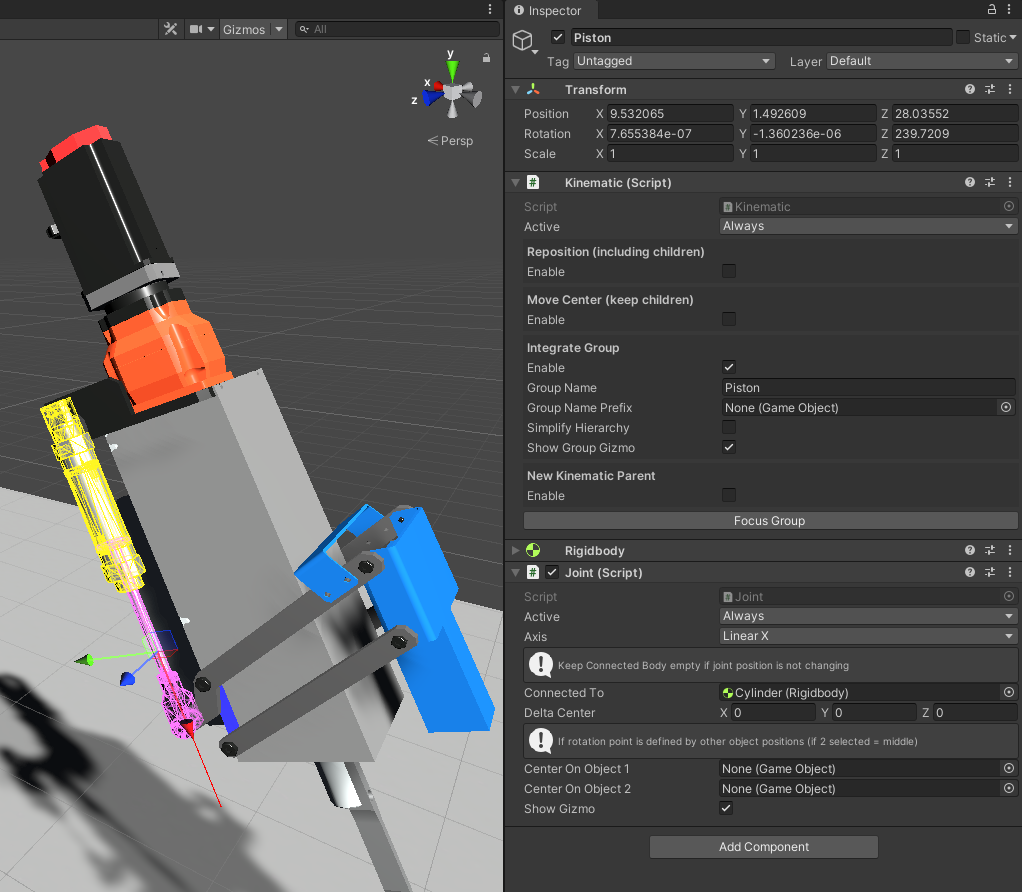 Inspector
Gizmos
All
Piston
Static
Tag Untagged Layer Default
y
x
z
Persp
Transform
Position X 9.532065 Y 1.492609 Z 28.03552
Rotation X 7.655384e-07 Y -1.360236e-06 Z 239.7209
Scale X 1 Y 1 Z 1
# Kinematic (Script)
Script # Kinematic
Active Always
Reposition (including children)
Enable
Move Center (keep children)
Enable
Integrate Group
Enable
Group Name Piston
Group Name Prefix None (Game Object)
Simplify Hierarchy
Show Group Gizmo
New Kinematic Parent
Enable
Focus Group
Rigidbody
# Joint (Script)
Script # Joint
Active Always
Axis Linear X
! Keep Connected Body empty if joint position is not changing
Connected To Cylinder (Rigidbody)
Delta Center X 0 Y 0 Z 0
! If rotation point is defined by other object positions (if 2 selected = middle)
Center On Object 1 None (Game Object)
Center On Object 2 None (Game Object)
Show Gizmo
Add Component